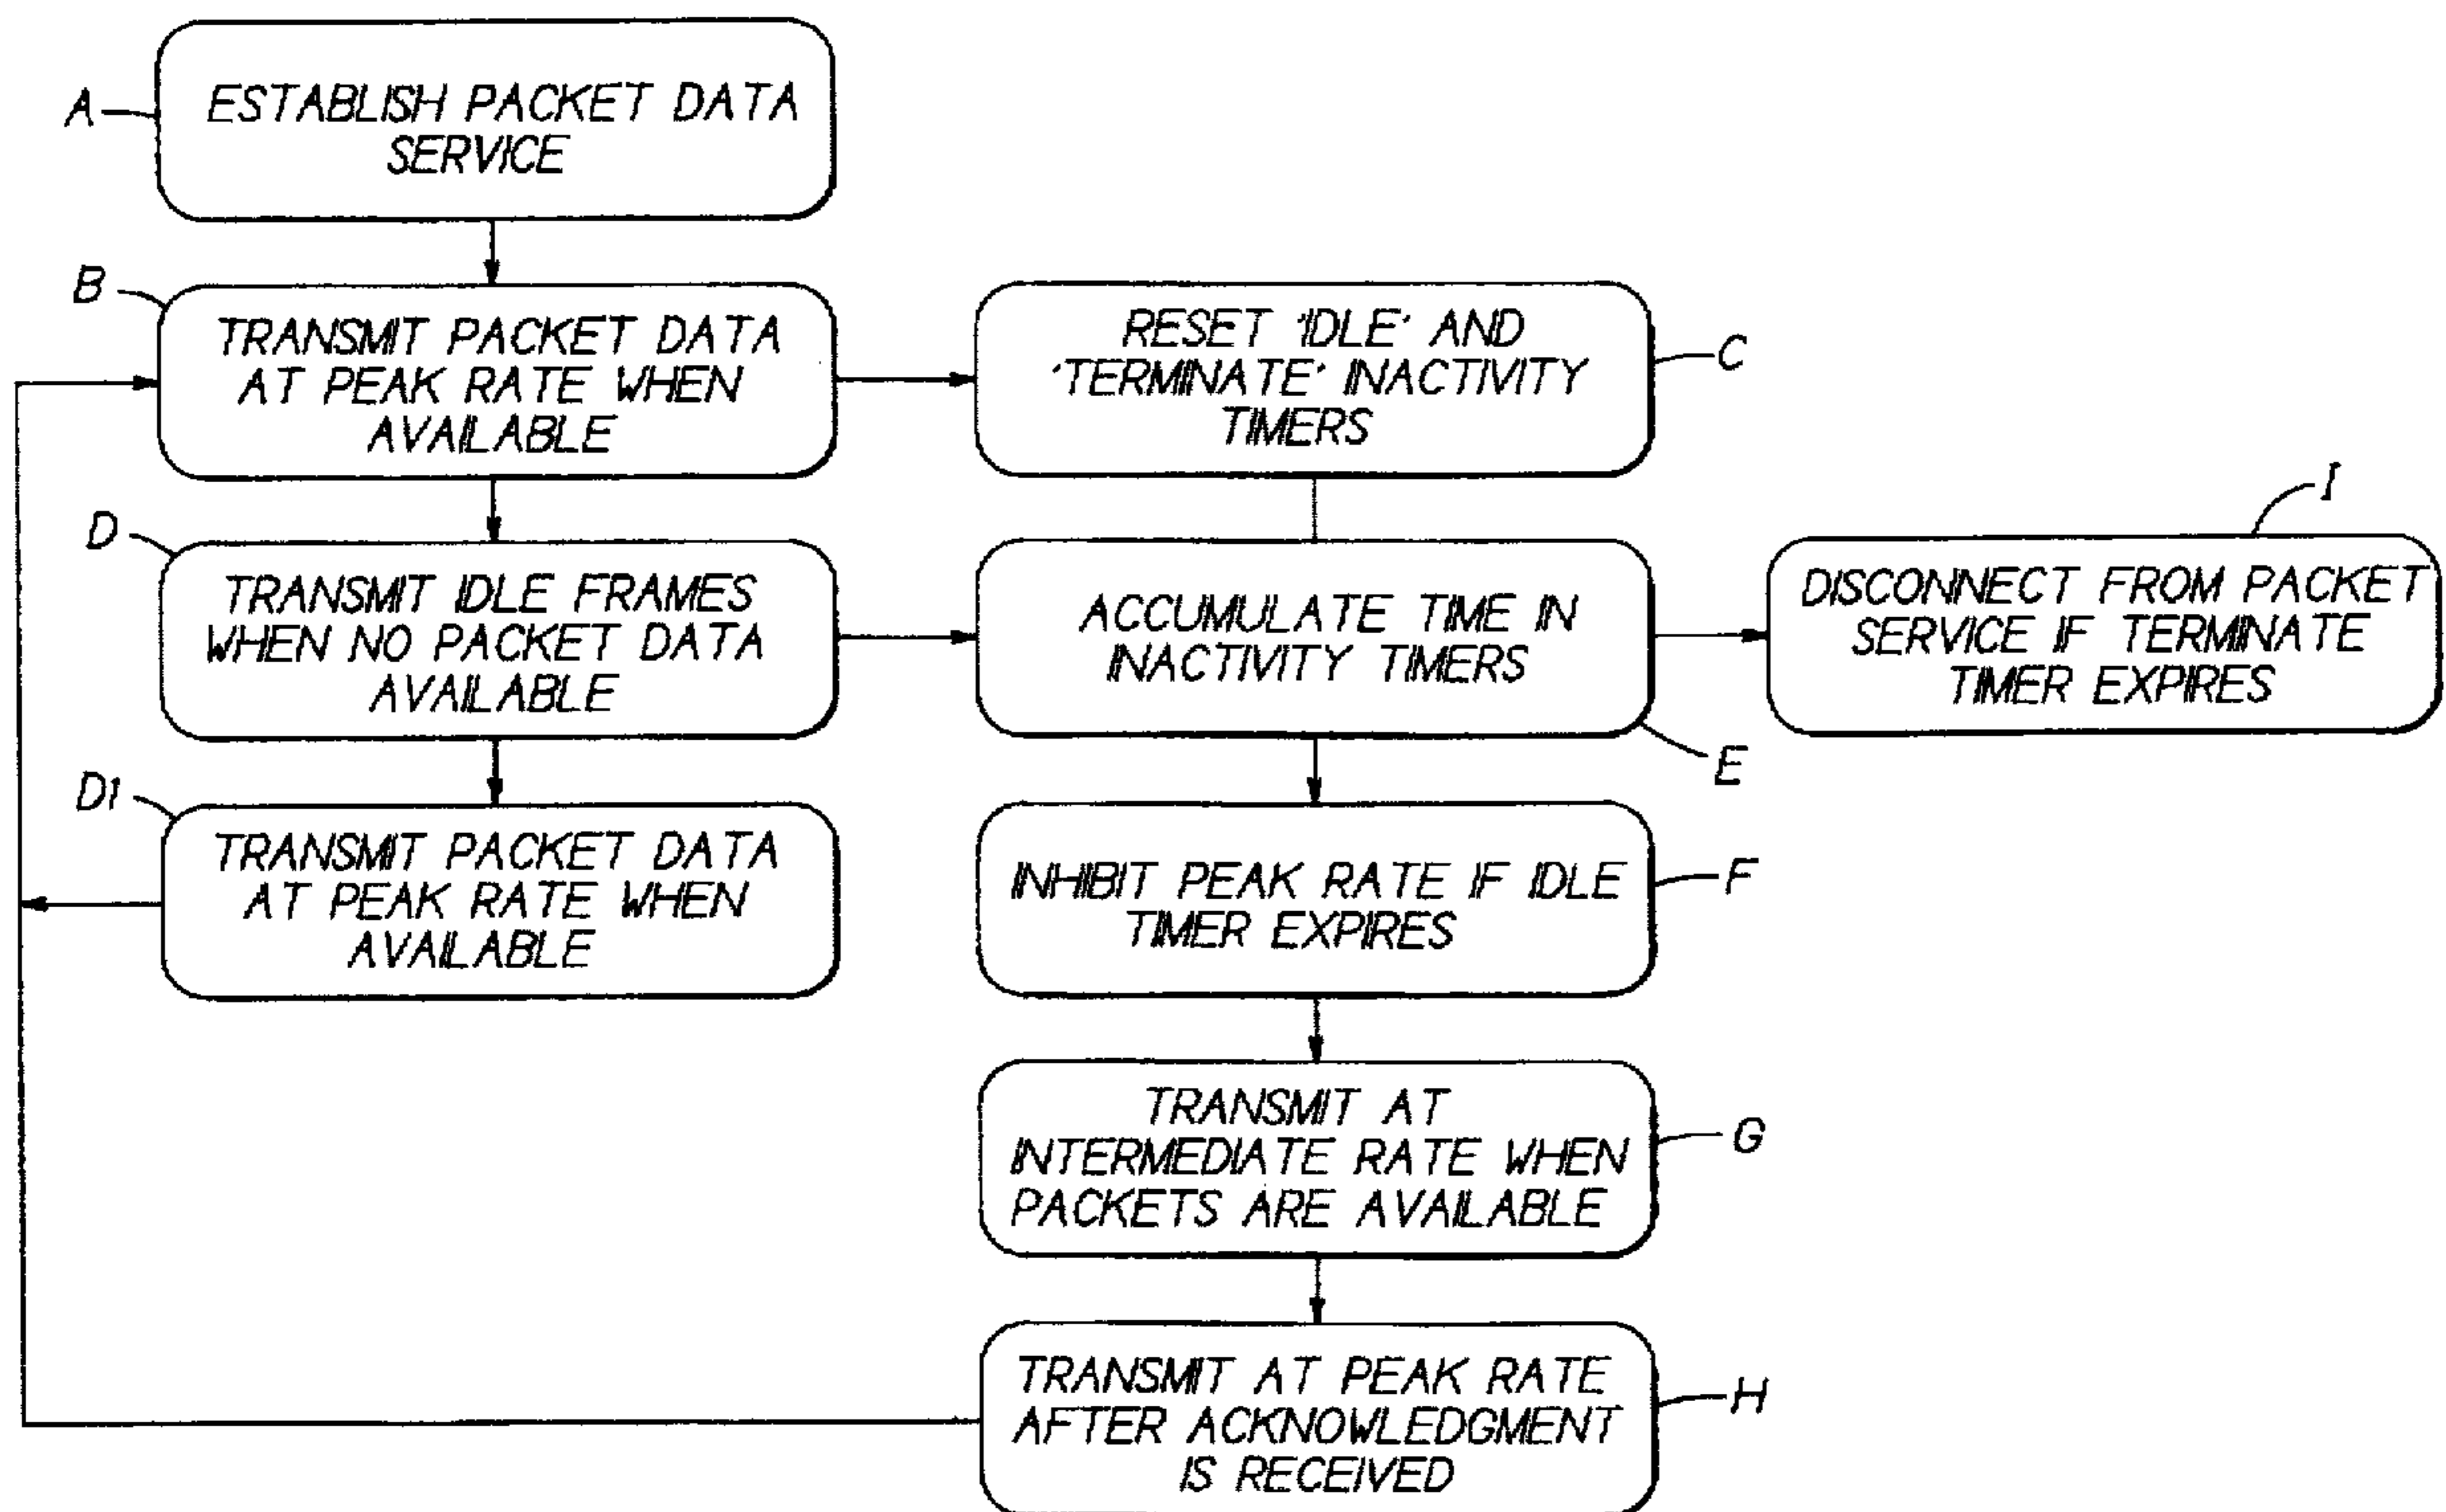 A
ESTABLISH PACKET DATA
SERVICE
B
TRANSMIT PACKET DATA
AT PEAK RATE WHEN
AVAILABLE
RESET 'IDLE' AND
'TERMINATE' INACTIVITY
TIMERS
C
D
TRANSMIT IDLE FRAMES
WHEN NO PACKET DATA
AVAILABLE
ACCUMULATE TIME IN
INACTIVITY TIMERS
E
I
DISCONNECT FROM PACKET
SERVICE IF TERMINATE
TIMER EXPIRES
D1
TRANSMIT PACKET DATA
AT PEAK RATE WHEN
AVAILABLE
INHIBIT PEAK RATE IF IDLE
TIMER EXPIRES
F
TRANSMIT AT
INTERMEDIATE RATE WHEN
PACKETS ARE AVAILABLE
G
TRANSMIT AT PEAK RATE
AFTER ACKNOWLEDGMENT
IS RECEIVED
H